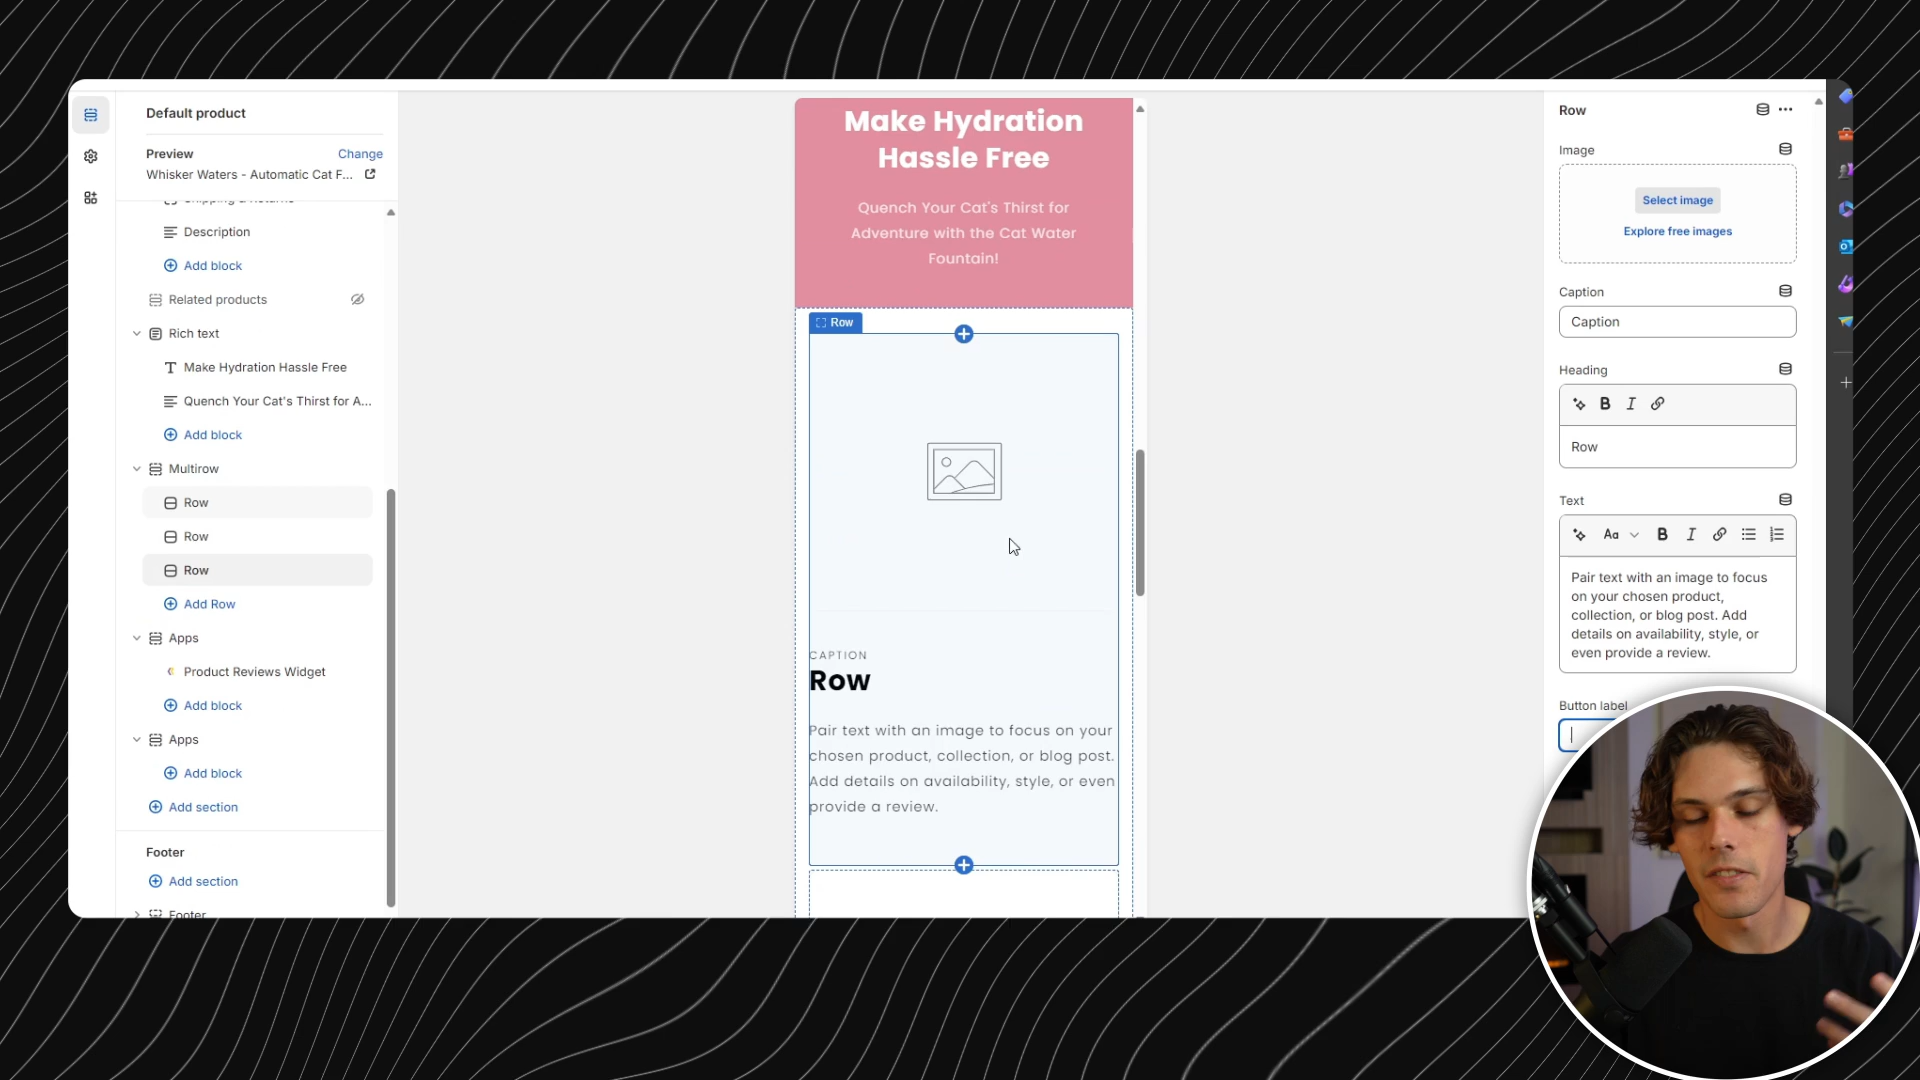 Default product
Preview
Change
Whisker Waters - Automatic Cat F...
Shipping & Returns
Description
Add block
Related products
Rich text
Make Hydration Hassle Free
Quench Your Cat's Thirst for A...
Add block
Multirow
Row
Row
Row
Add Row
Apps
Product Reviews Widget
Add block
Apps
Add block
Add section
Footer
Add section
Footer
Make Hydration
Hassle Free
Quench Your Cat's Thirst for
Adventure with the Cat Water
Fountain!
Row
CAPTION
Row
Pair text with an image to focus on your
chosen product, collection, or blog post.
Add details on availability, style, or even
provide a review.
Row
Image
Select image
Explore free images
Caption
Caption
Heading
B I
Row
Text
Aa B I
Pair text with an image to focus
on your chosen product,
collection, or blog post. Add
details on availability, style, or
even provide a review.
Button label